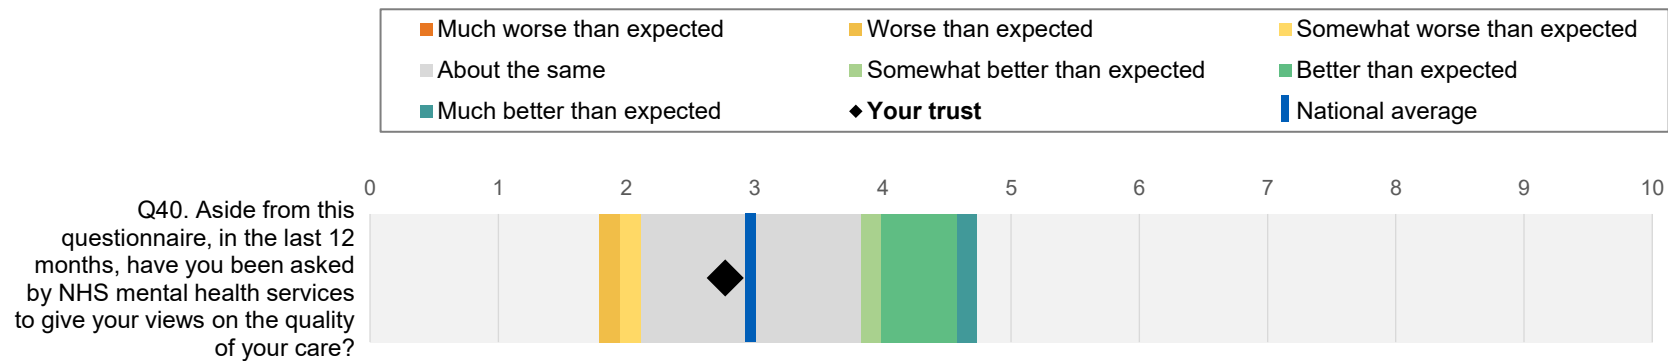 Much worse than expected Worse than expected Somewhat worse than expected
About the same Somewhat better than expected Better than expected
Much better than expected Your trust National average
0 1 2 3 4 5 6 7 8 9 10
Q40. Aside from this
questionnaire, in the last 12
months, have you been asked
by NHS mental health services
to give your views on the quality
of your care?